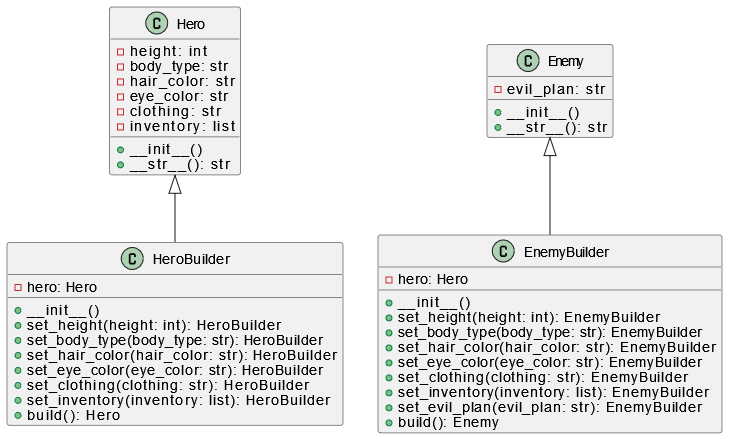 C Hero
height: int
body_type: str
hair_color: str
eye_color: str
clothing: str
inventory: list
__init__()
__str__(): str
C Enemy
evil_plan: str
__init__()
__str__(): str
C HeroBuilder
hero: Hero
__init__()
set_height(height: int): HeroBuilder
set_body_type(body_type: str): HeroBuilder
set_hair_color(hair_color: str): HeroBuilder
set_eye_color(eye_color: str): HeroBuilder
set_clothing(clothing: str): HeroBuilder
set_inventory(inventory: list): HeroBuilder
build(): Hero
C EnemyBuilder
hero: Hero
__init__()
set_height(height: int): EnemyBuilder
set_body_type(body_type: str): EnemyBuilder
set_hair_color(hair_color: str): EnemyBuilder
set_eye_color(eye_color: str): EnemyBuilder
set_clothing(clothing: str): EnemyBuilder
set_inventory(inventory: list): EnemyBuilder
set_evil_plan(evil_plan: str): EnemyBuilder
build(): Enemy